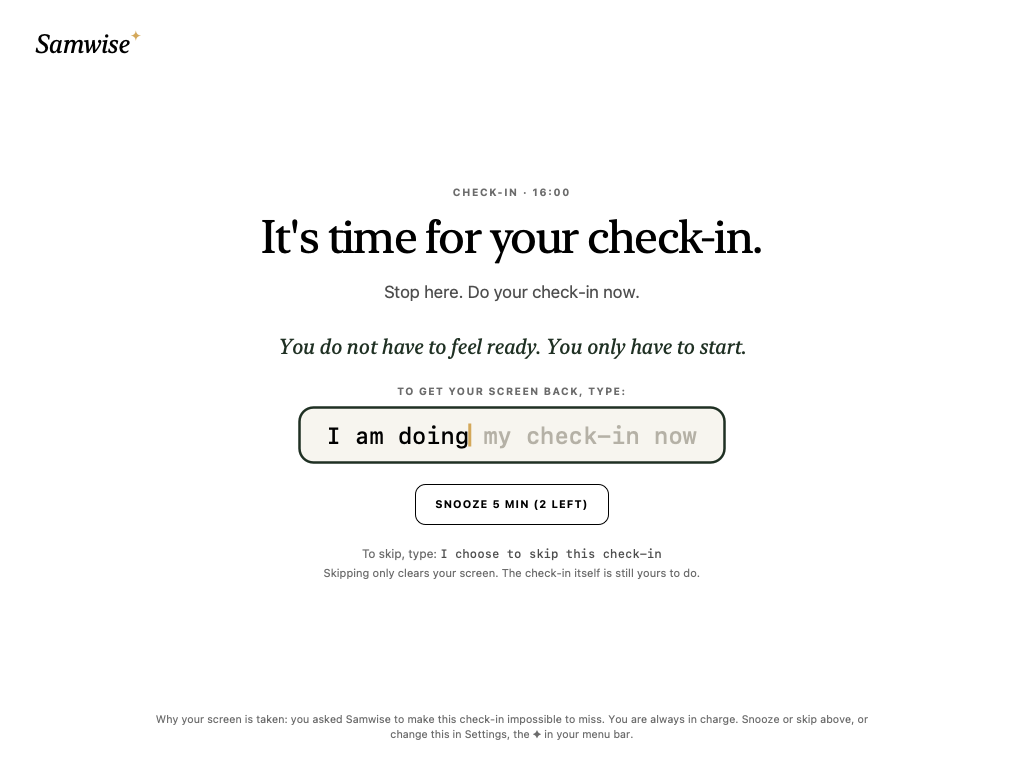 Samwise✦
CHECK-IN · 16:00
It's time for your check-in.
Stop here. Do your check-in now.
You do not have to feel ready. You only have to start.
TO GET YOUR SCREEN BACK, TYPE:
I am doing my check-in now
SNOOZE 5 MIN (2 LEFT)
To skip, type: I choose to skip this check-in
Skipping only clears your screen. The check-in itself is still yours to do.
Why your screen is taken: you asked Samwise to make this check-in impossible to miss. You are always in charge. Snooze or skip above, or
change this in Settings, the ✦ in your menu bar.